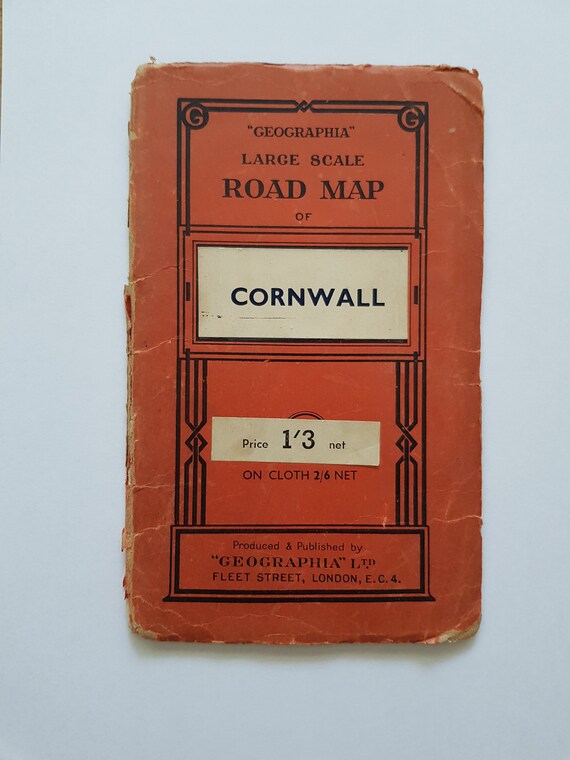 G G
"GEOGRAPHIA"
LARGE SCALE
ROAD MAP
OF
CORNWALL
Price 1'3 net
ON CLOTH 2/6 NET
Produced & Published by
"GEOGRAPHIA" LTD
FLEET STREET, LONDON, E.C.4.